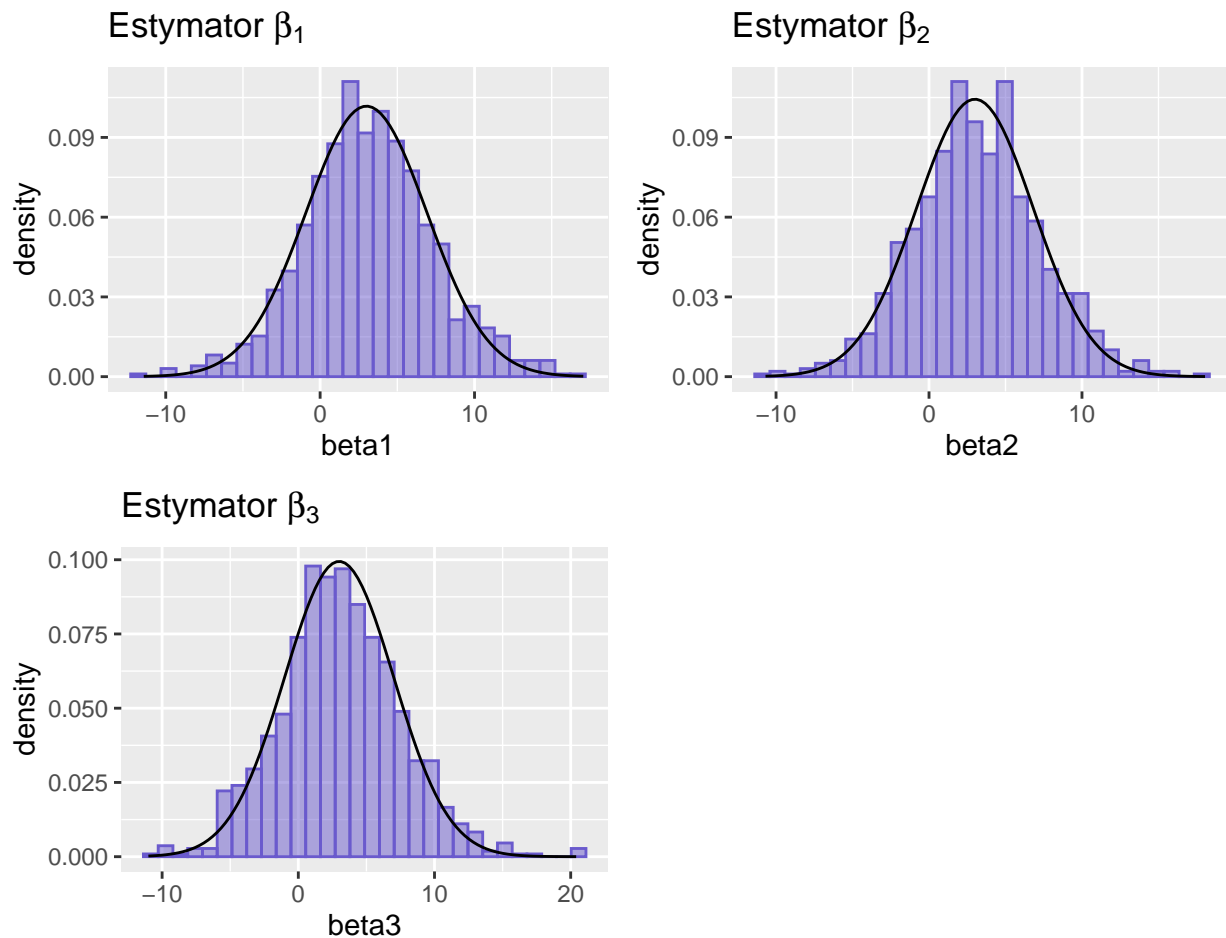 Estymator β₁
0.09
0.06
0.03
0.00
density
−10 0 10
beta1
Estymator β₂
0.09
0.06
0.03
0.00
density
−10 0 10
beta2
Estymator β₃
0.100
0.075
0.050
0.025
0.000
density
−10 0 10 20
beta3